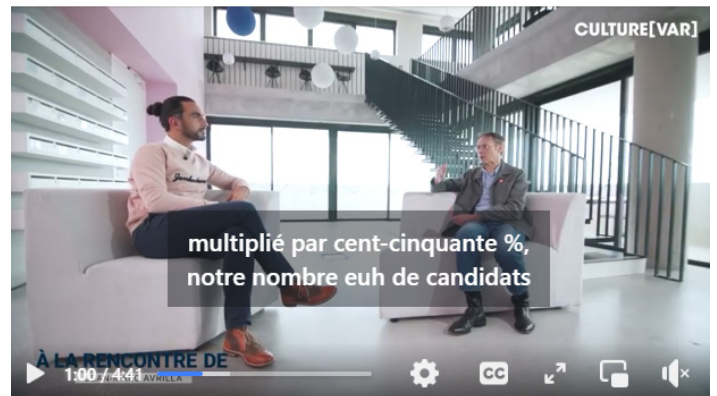 CULTURE[VAR]
multiplié par cent-cinquante %,
notre nombre euh de candidats
À LA RENCONTRE DE
AVRILLA
1:00 / 4:41
CC